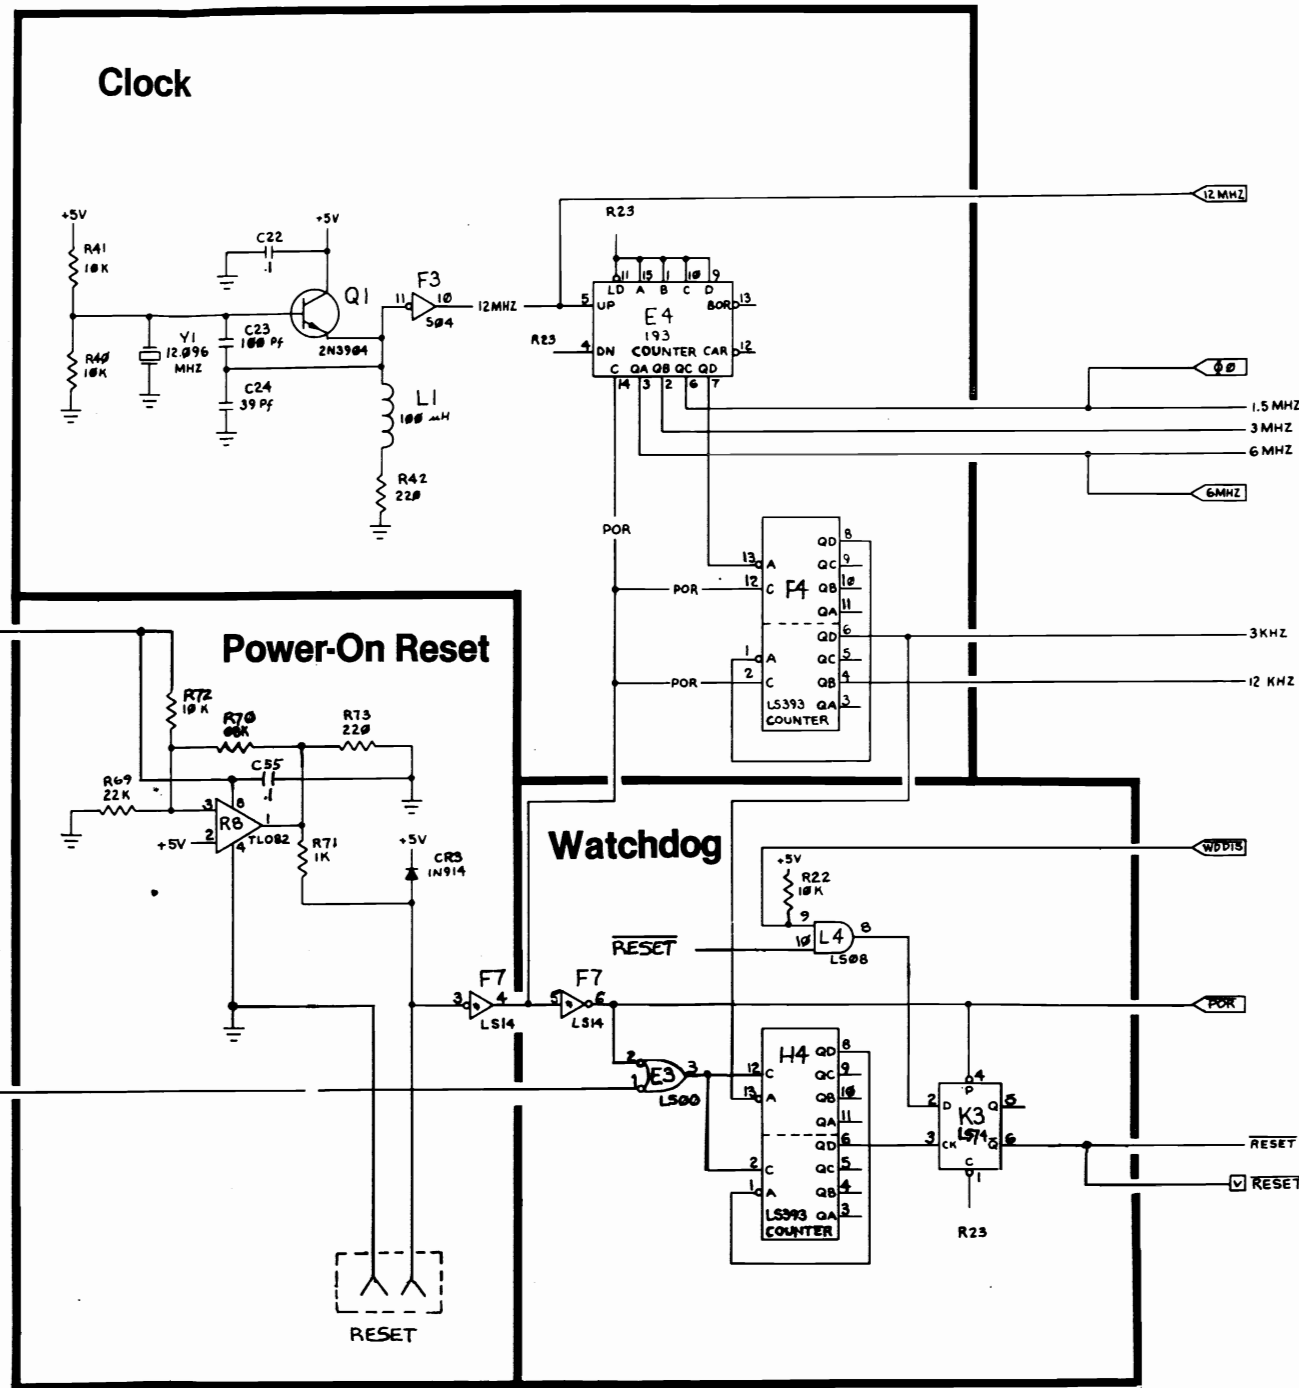 Clock
12MHZ
R23
+5V
+5V
R41
10K
C22
.1
F3
11 15 1 10 9
LD A B C D
Q1
11 10
12MHZ
5 UP
BOR 13
S04
E4
193
C23
100 Pf
Y1
12.096
MHZ
2N3904
R23
4 DN
COUNTER CAR 12
R40
10K
C QA QB QC QD
14 3 2 6 7
Φ0
C24
39 Pf
L1
100 uH
1.5 MHZ
3 MHZ
6 MHZ
R42
220
6MHZ
POR
QD 8
13 A QC 9
POR
12 C
F4
QB 10
QA 11
QD 6
3KHZ
1 A QC 5
POR
2 C QB 4
12 KHZ
LS393 QA 3
COUNTER
Power-On Reset
R72
10 K
R70
R73
220
C55
.1
R69
22K
3 8
R8
1
+5V 2
4
TL082
R71
1K
+5V
CR3
1N914
Watchdog
WDDIS
+5V
R22
10K
9
L4
8
RESET
10
LS08
F7
3 4
LS14
F7
5 6
LS14
POR
2
E3
3
1
LS00
H4
QD 8
12 C QC 9
13 A QB 10
QA 11
QD 6
2 C QC 5
1 A QB 4
LS393 QA 3
COUNTER
4
P
2 D Q 5
K3
LS74
3 CK Q 6
C
1
R23
RESET
V RESET
RESET